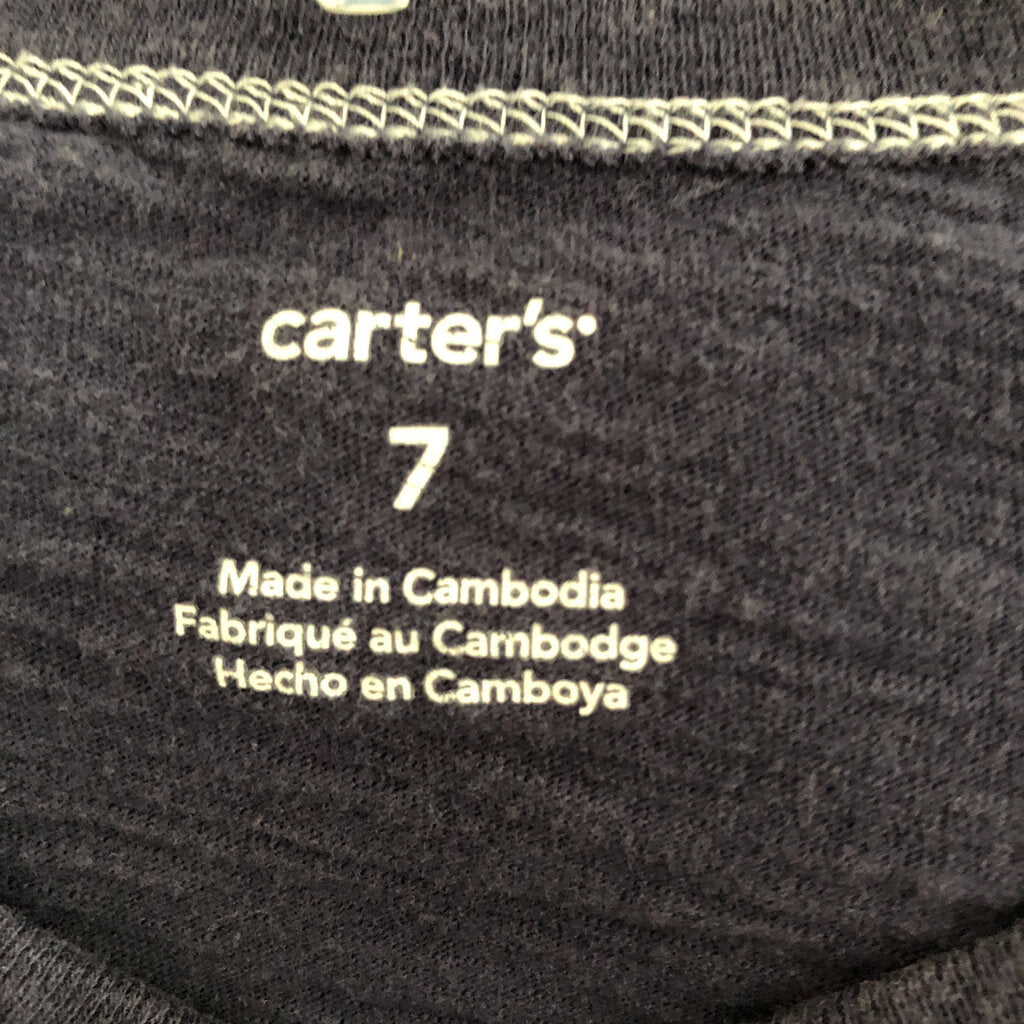 carter's
7
Made in Cambodia
Fabriqué au Cambodge
Hecho en Camboya